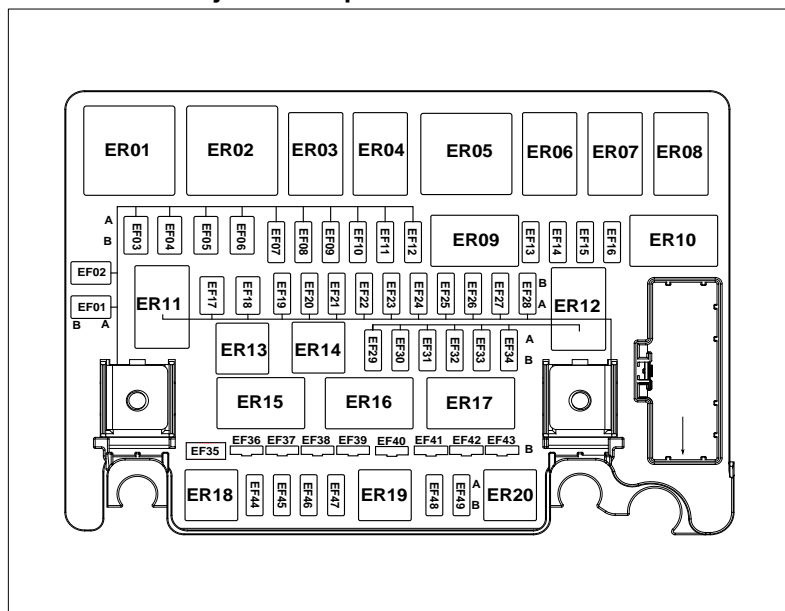 ER01 ER02 ER03 ER04 ER05 ER06 ER07 ER08
A
B
EF03 EF04 EF05 EF06 EF07 EF08 EF09 EF10 EF11 EF12 ER09 EF13 EF14 EF15 EF16 ER10
EF02
EF01
B A
ER11 EF17 EF18 EF19 EF20 EF21 EF22 EF23 EF24 EF25 EF26 EF27 EF28 B
A
ER12
ER13 ER14 EF29 EF30 EF31 EF32 EF33 EF34 A
B
ER15 ER16 ER17
EF35 EF36 EF37 EF38 EF39 EF40 EF41 EF42 EF43 B
ER18 EF44 EF45 EF46 EF47 ER19 EF48 EF49 A
B
ER20